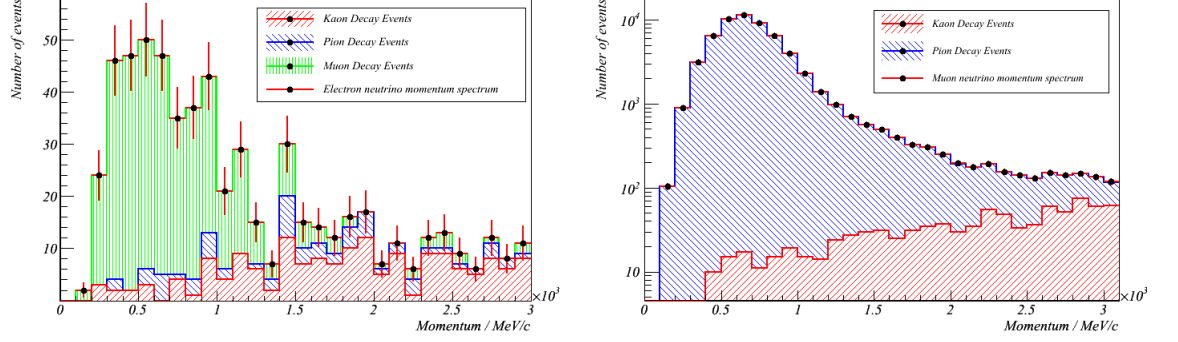 Number of events
50
40
30
20
10
0
0.5
1
1.5
2
2.5
3
×10³
Momentum / MeV/c
Kaon Decay Events
Pion Decay Events
Muon Decay Events
Electron neutrino momentum spectrum
Number of events
10⁴
10³
10²
10
0
0.5
1
1.5
2
2.5
3
×10³
Momentum / MeV/c
Kaon Decay Events
Pion Decay Events
Muon neutrino momentum spectrum